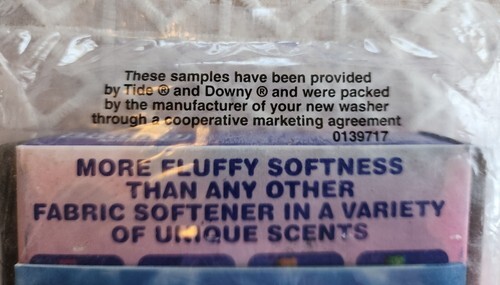 These samples have been provided
by Tide ® and Downy ® and were packed
by the manufacturer of your new washer
through a cooperative marketing agreement
0139717
MORE FLUFFY SOFTNESS
THAN ANY OTHER
FABRIC SOFTENER IN A VARIETY
OF UNIQUE SCENTS